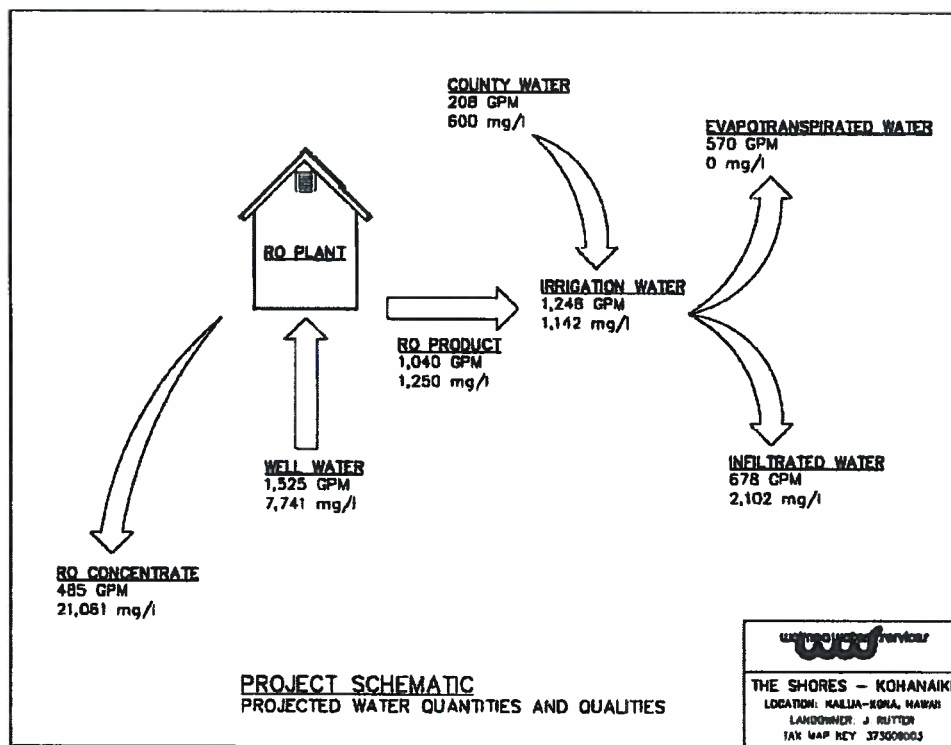 COUNTY WATER
208 GPM
600 mg/l
EVAPOTRANSPIRATED WATER
570 GPM
0 mg/l
RO PLANT
IRRIGATION WATER
1,248 GPM
1,142 mg/l
RO PRODUCT
1,040 GPM
1,250 mg/l
WELL WATER
1,525 GPM
7,741 mg/l
INFILTRATED WATER
678 GPM
2,102 mg/l
RO CONCENTRATE
485 GPM
21,061 mg/l
PROJECT SCHEMATIC
PROJECTED WATER QUANTITIES AND QUALITIES
waimea water services
THE SHORES – KOHANAIKI
LOCATION: KAILUA-KONA, HAWAII
LANDOWNER: J RUTTER
TAX MAP KEY